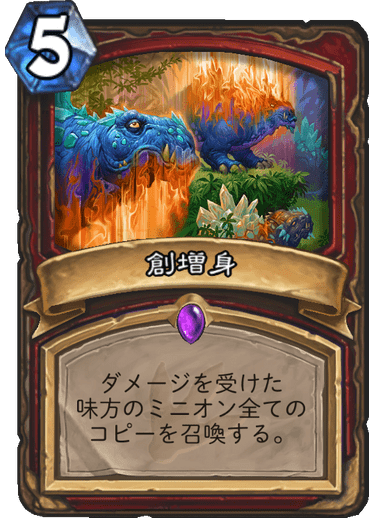 5
創増身
ダメージを受けた
味方のミニオン全ての
コピーを召喚する。